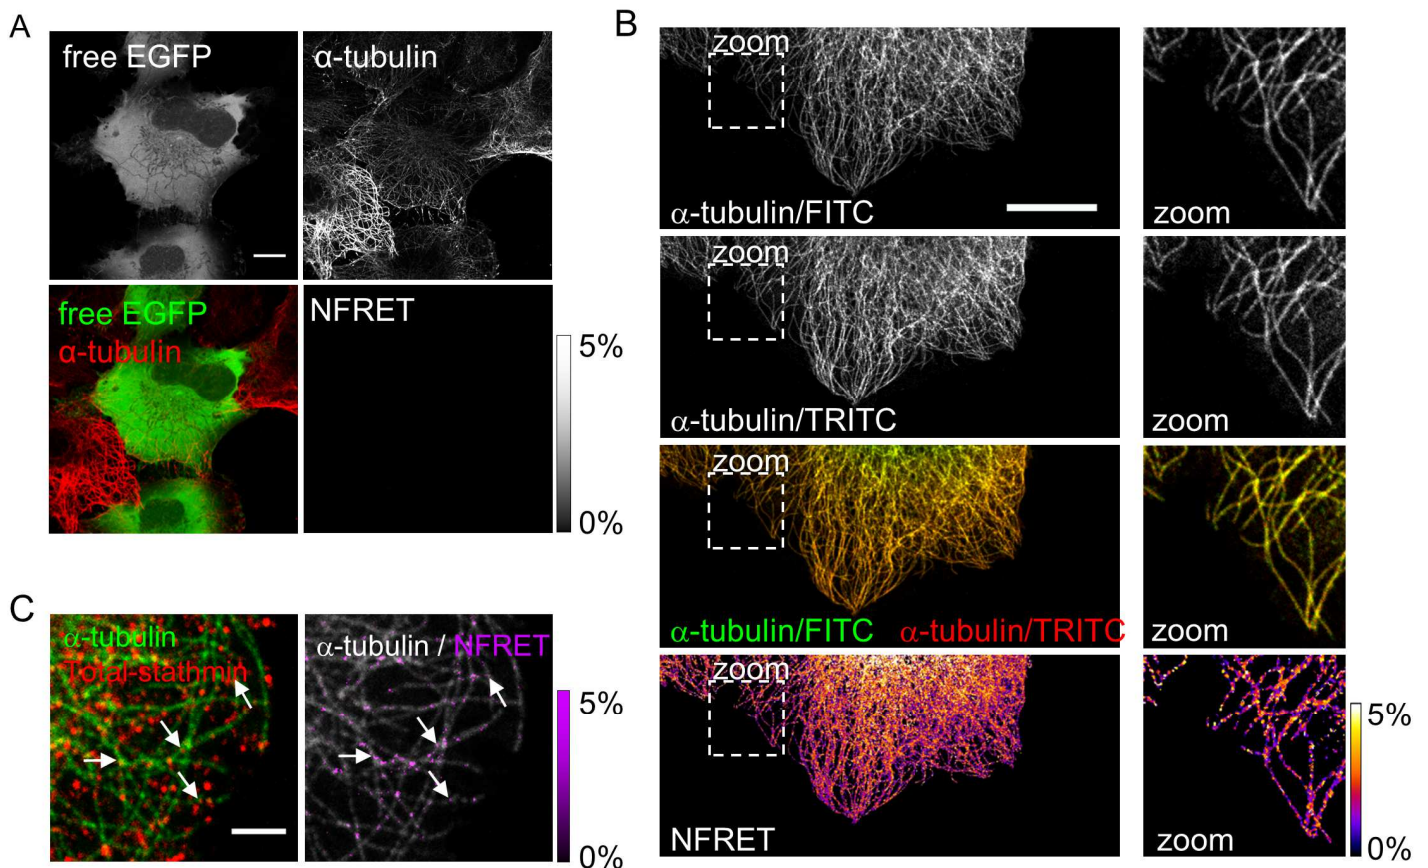 A
free EGFP
α-tubulin
free EGFP
α-tubulin
NFRET
5%
0%
B
zoom
α-tubulin/FITC
zoom
zoom
α-tubulin/TRITC
zoom
zoom
α-tubulin/FITC
α-tubulin/TRITC
zoom
zoom
NFRET
zoom
5%
0%
C
α-tubulin
Total-stathmin
α-tubulin / NFRET
5%
0%